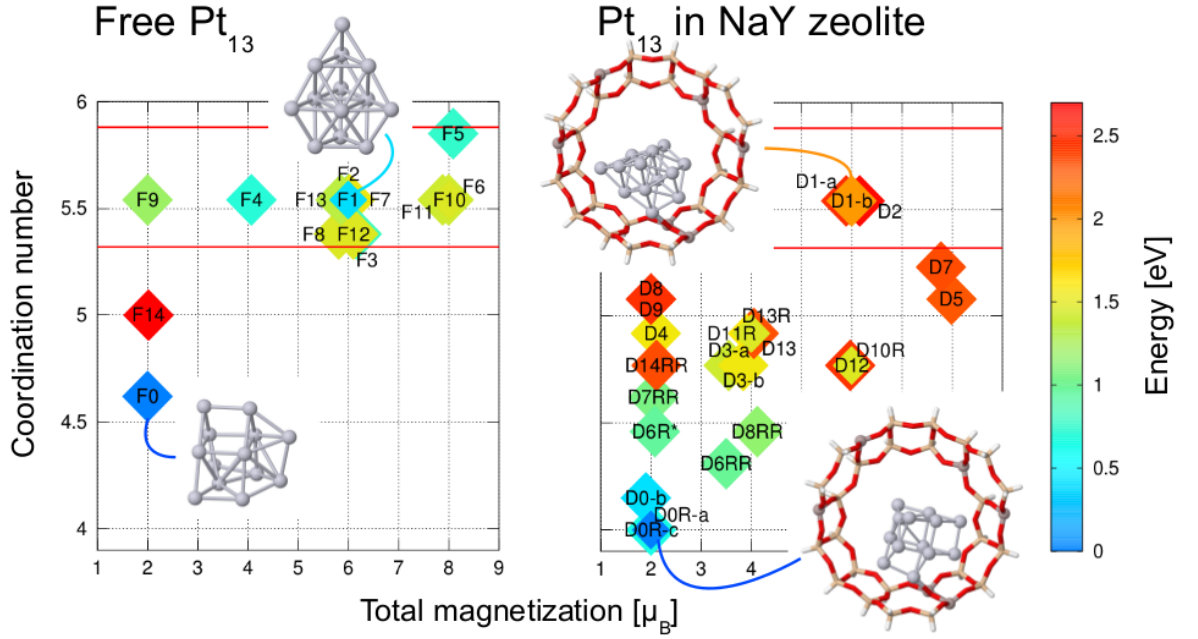 Free Pt13
Pt13 in NaY zeolite
Coordination number
6
5.5
5
4.5
4
F5
F2
F9
F4
F13
F1
F7
F10
F6
F11
F8
F12
F3
F14
F0
1 2 3 4 5 6 7 8 9
D1-a
D1-b
D2
D7
D5
D8
D9
D13R
D4
D11R
D13
D3-a
D10R
D14RR
D12
D3-b
D7RR
D6R*
D8RR
D6RR
D0-b
D0R-a
D0R-c
1 2 3 4
Total magnetization [μB]
2.5
2
1.5
1
0.5
0
Energy [eV]